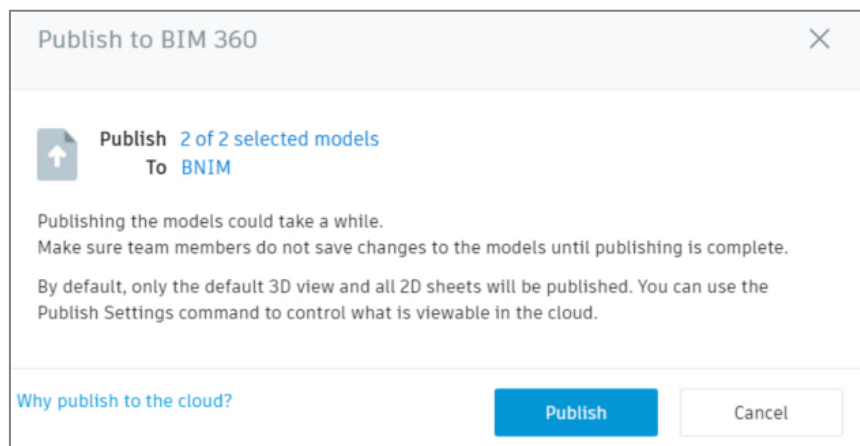 Publish to BIM 360
Publish 2 of 2 selected models
To BNIM
Publishing the models could take a while.
Make sure team members do not save changes to the models until publishing is complete.
By default, only the default 3D view and all 2D sheets will be published. You can use the
Publish Settings command to control what is viewable in the cloud.
Why publish to the cloud?
Publish
Cancel